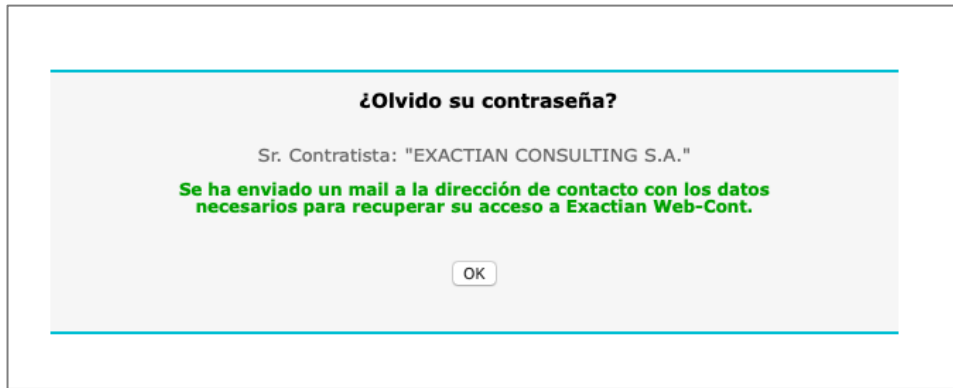 ¿Olvido su contraseña?
Sr. Contratista: "EXACTIAN CONSULTING S.A."
Se ha enviado un mail a la dirección de contacto con los datos
necesarios para recuperar su acceso a Exactian Web-Cont.
OK